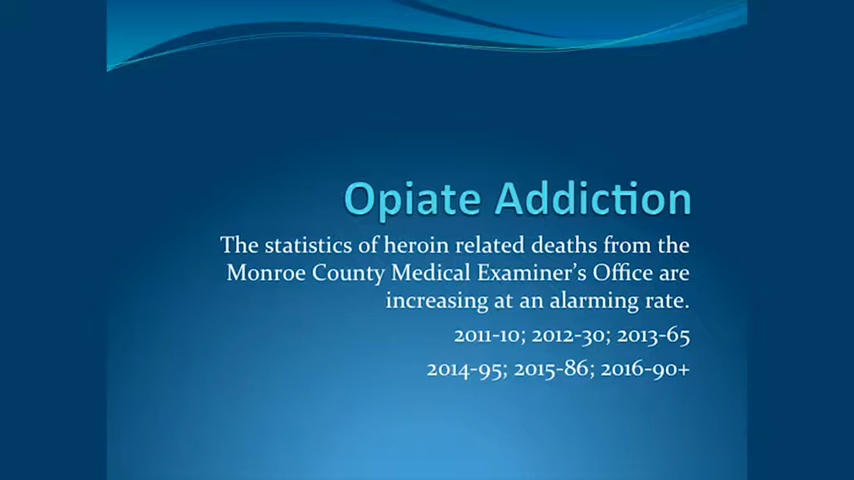 Opiate Addiction
The statistics of heroin related deaths from the
Monroe County Medical Examiner’s Office are
increasing at an alarming rate.
2011-10; 2012-30; 2013-65
2014-95; 2015-86; 2016-90+